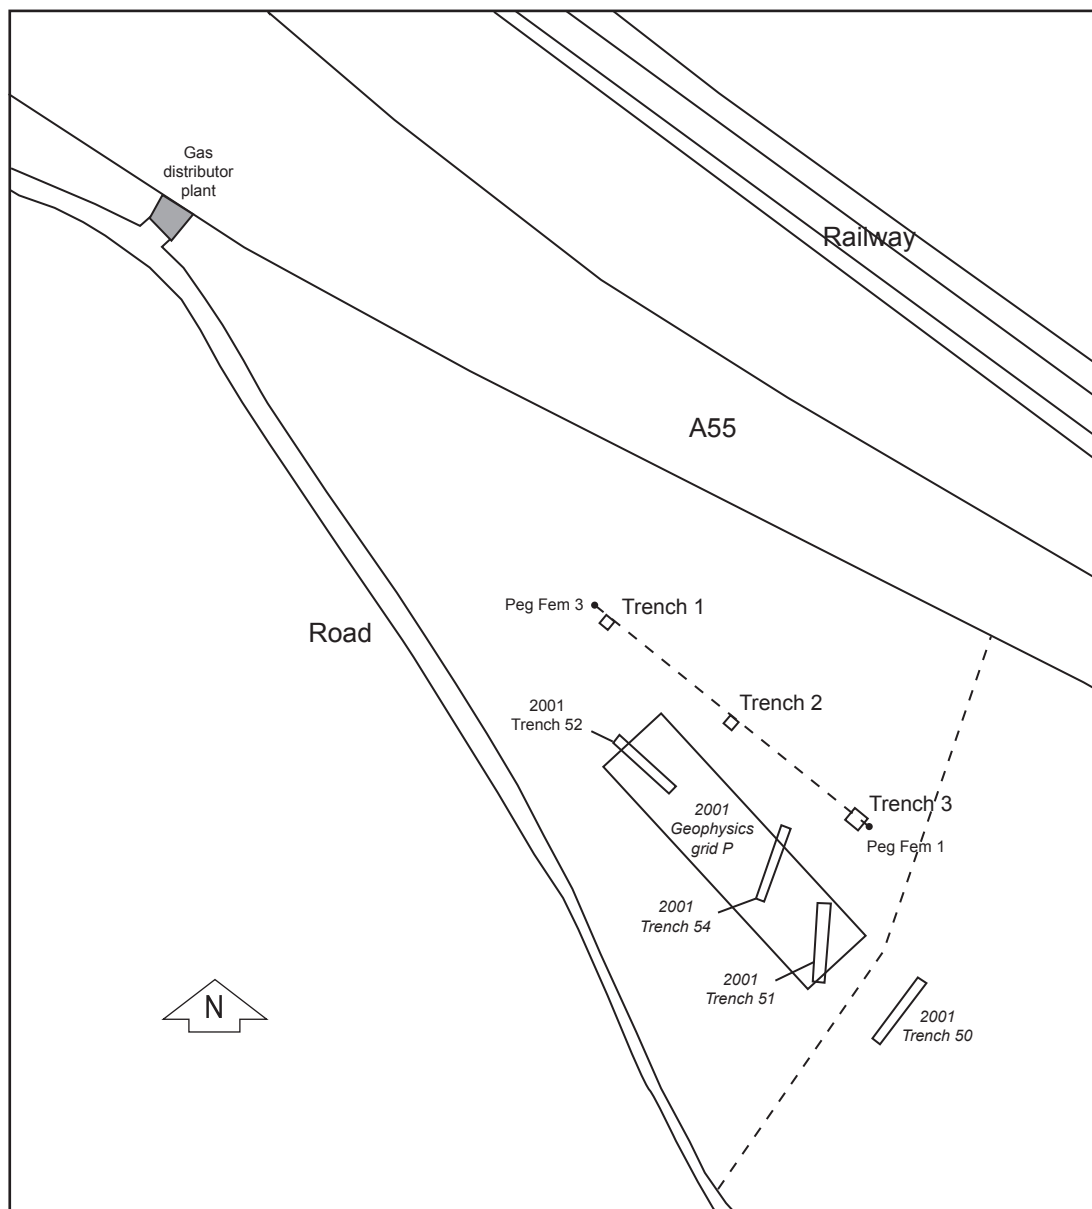 Gas
distributor
plant
Railway
A55
Peg Fem 3
Trench 1
Road
2001
Trench 52
Trench 2
Trench 3
2001
Geophysics
grid P
Peg Fem 1
2001
Trench 54
2001
Trench 51
N
2001
Trench 50